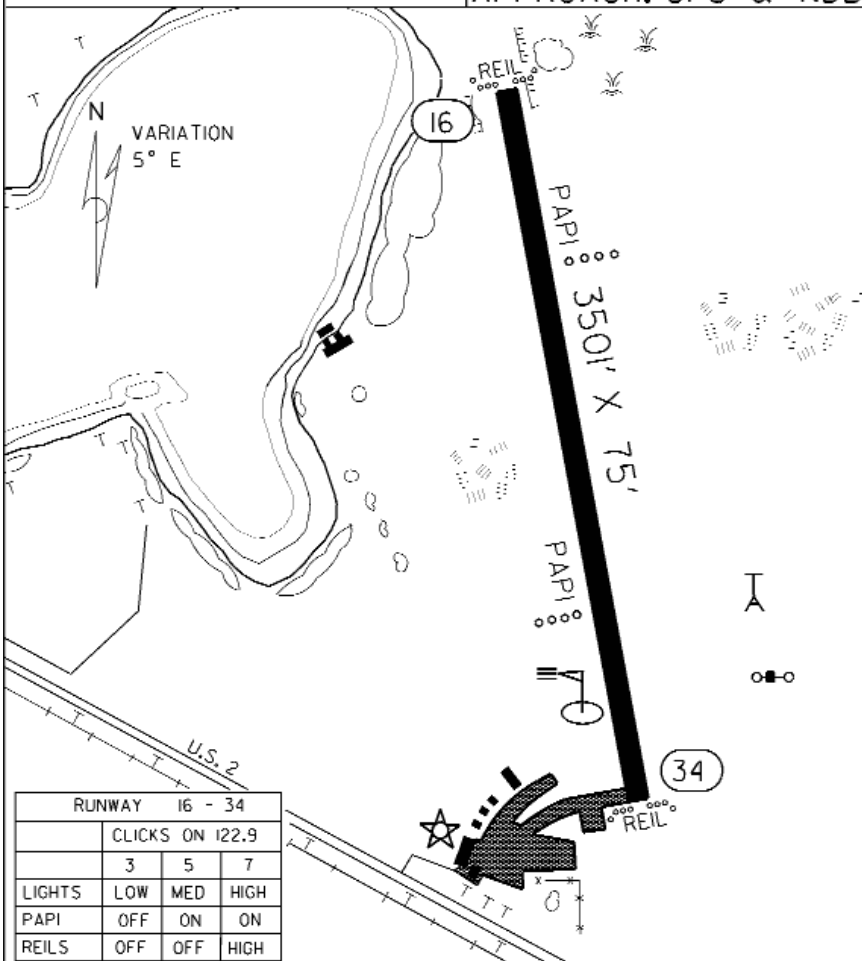 REIL
16
N
VARIATION
5° E
PAPI
3501' X 75'
PAPI
U.S. 2
34
REIL
RUNWAY 16 - 34
CLICKS ON 122.9
3 5 7
LIGHTS LOW MED HIGH
PAPI OFF ON ON
REILS OFF OFF HIGH